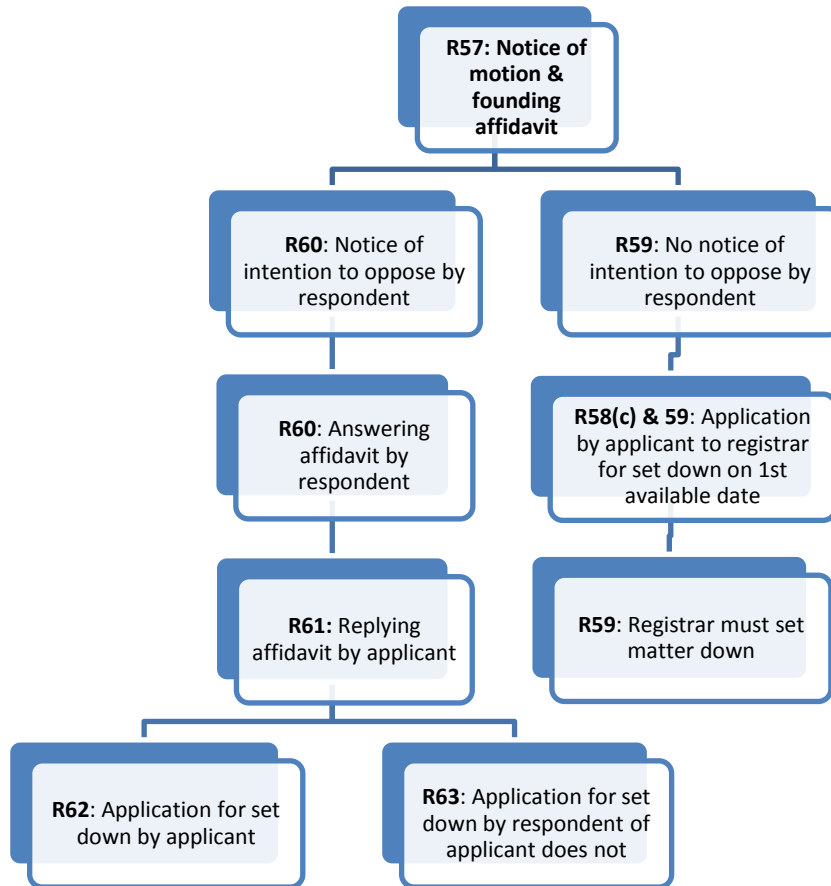 R57: Notice of
motion &
founding
affidavit
R60: Notice of
intention to oppose by
respondent
R59: No notice of
intention to oppose by
respondent
R60: Answering
affidavit by
respondent
R58(c) & 59: Application
by applicant to registrar
for set down on 1st
available date
R61: Replying
affidavit by applicant
R59: Registrar must set
matter down
R62: Application for set
down by applicant
R63: Application for set
down by respondent of
applicant does not